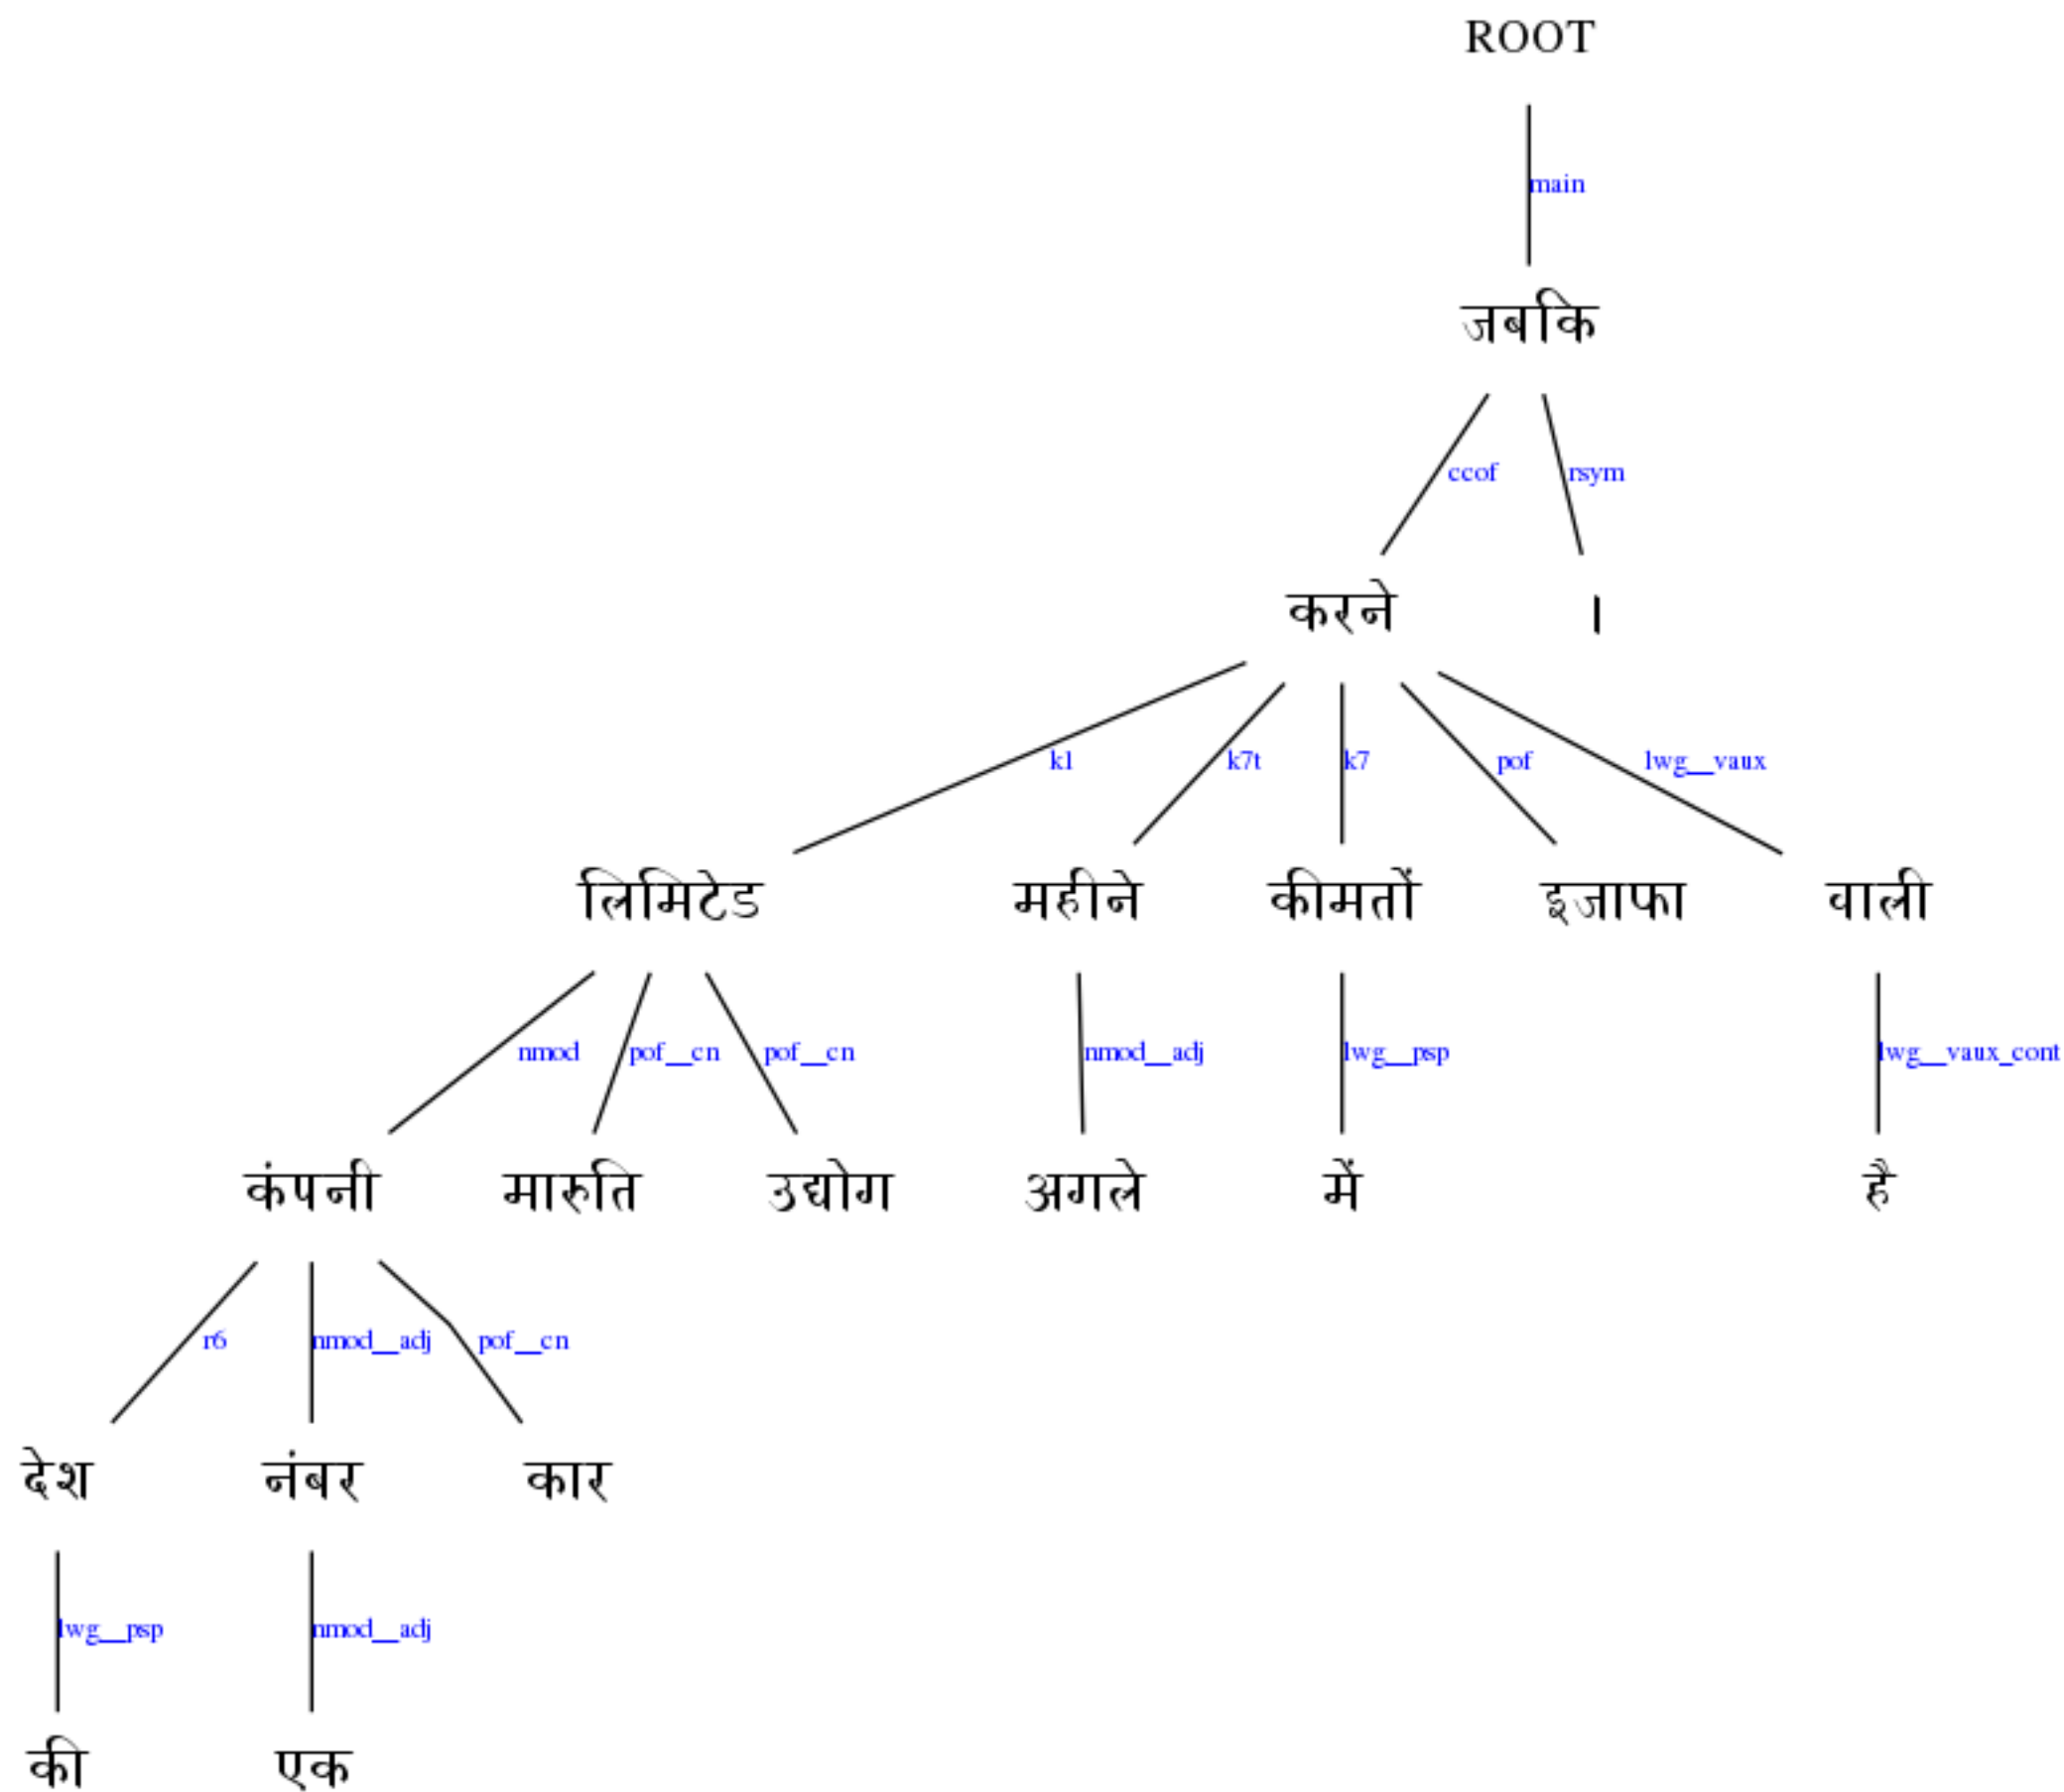 ROOT
main
जबकि
ccof rsym
करने ।
k1 k7t k7 pof lwg__vaux
लिमिटेड महीने कीमतों इजाफा वाली
nmod pof__cn pof__cn nmod__adj lwg__psp lwg__vaux_cont
कंपनी मारुति उद्योग अगले में है
r6 nmod__adj pof__cn
देश नंबर कार
lwg__psp nmod__adj
की एक